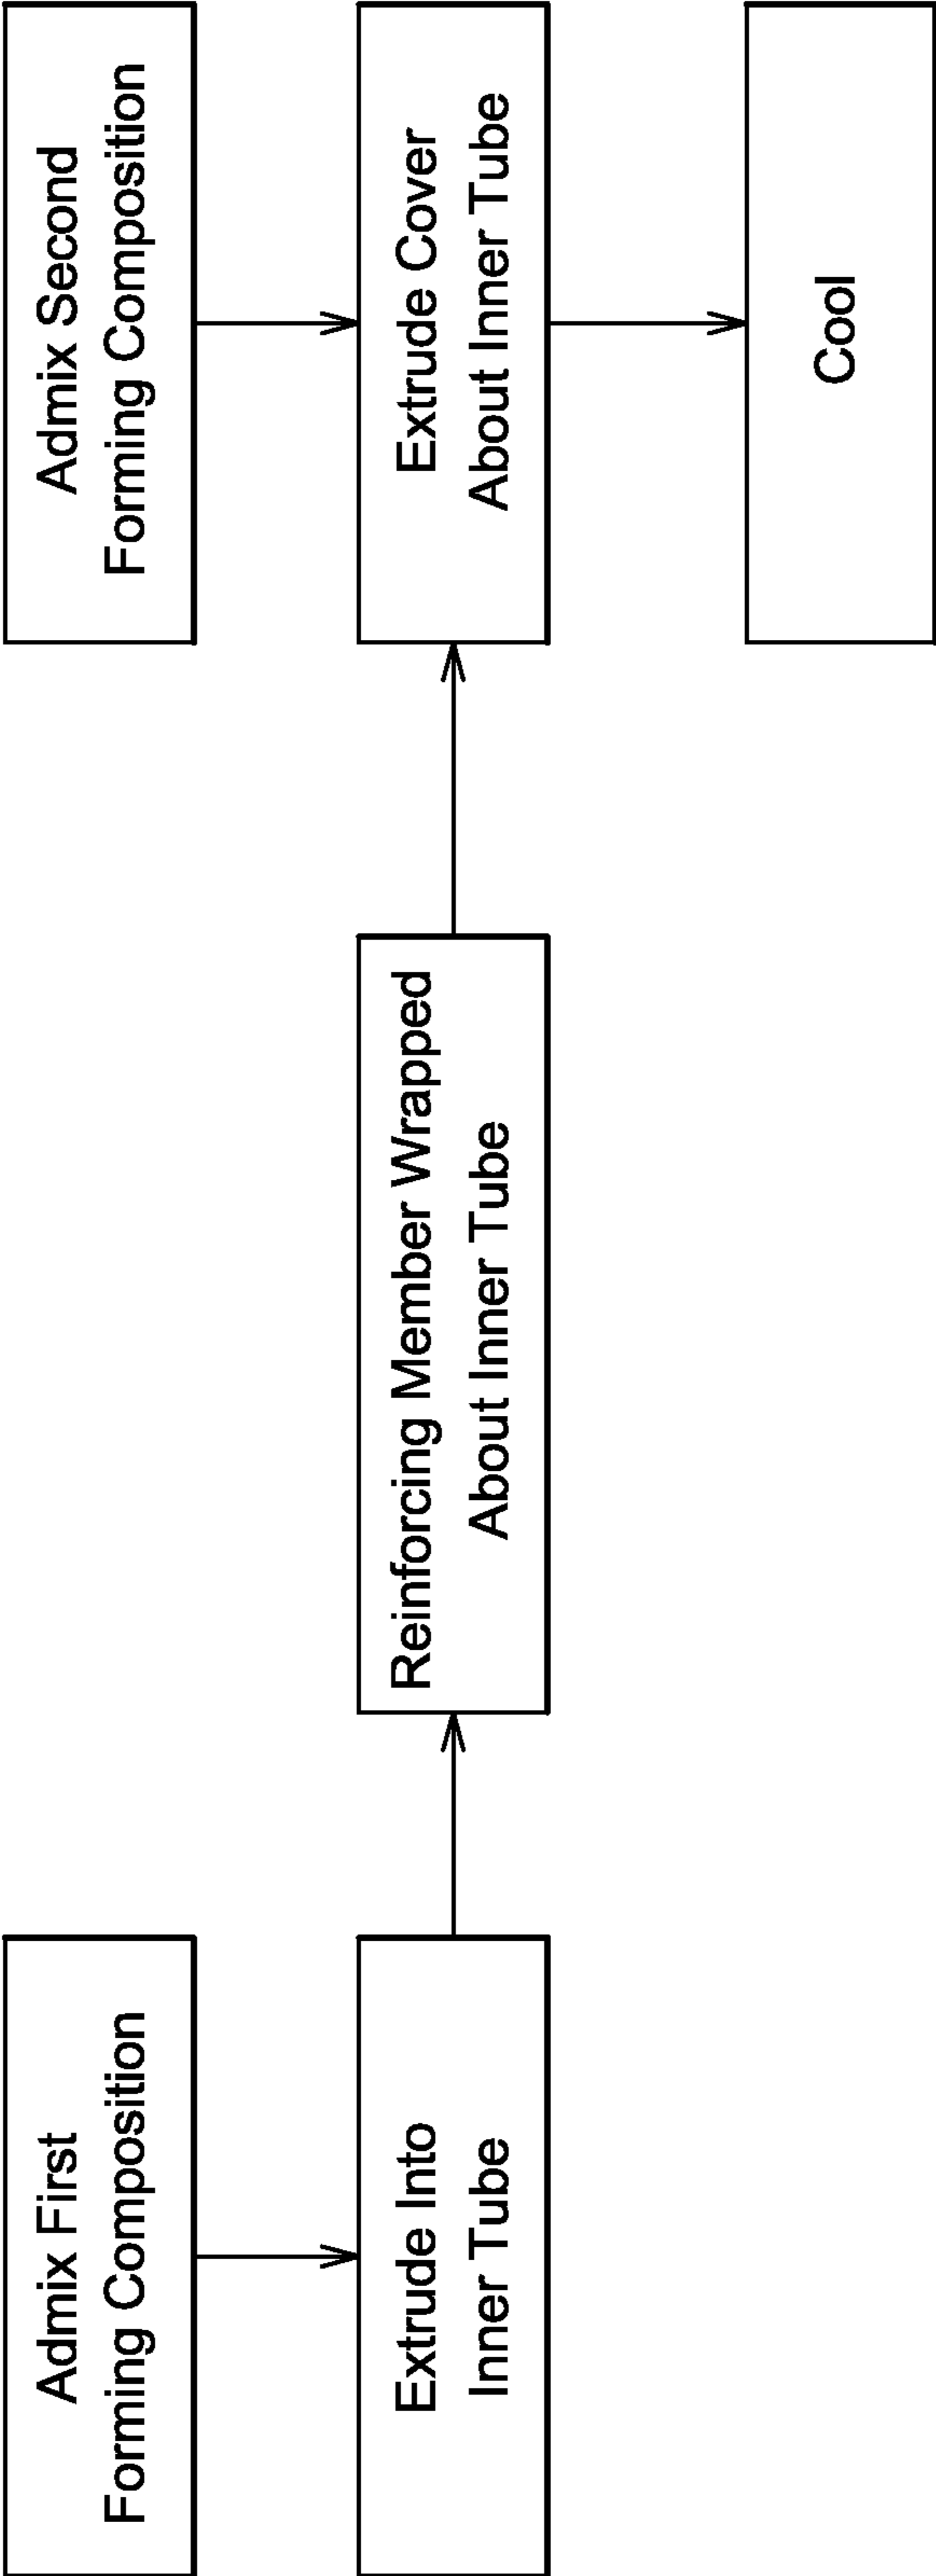 Admix First
Forming Composition
Admix Second
Forming Composition
Extrude Into
Inner Tube
Reinforcing Member Wrapped
About Inner Tube
Extrude Cover
About Inner Tube
Cool